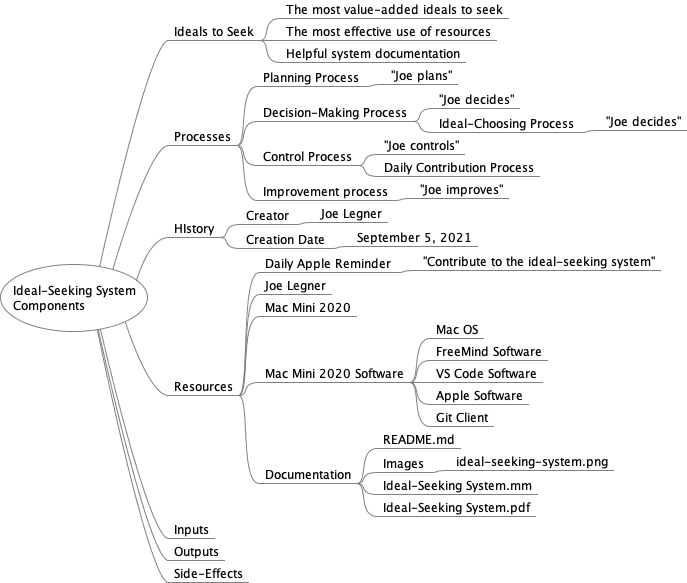 Ideal-Seeking System
Components
Ideals to Seek
The most value-added ideals to seek
The most effective use of resources
Helpful system documentation
Processes
Planning Process
"Joe plans"
Decision-Making Process
"Joe decides"
Ideal-Choosing Process
"Joe decides"
Control Process
"Joe controls"
Daily Contribution Process
Improvement process
"Joe improves"
HIstory
Creator
Joe Legner
Creation Date
September 5, 2021
Resources
Daily Apple Reminder
"Contribute to the ideal-seeking system"
Joe Legner
Mac Mini 2020
Mac Mini 2020 Software
Mac OS
FreeMind Software
VS Code Software
Apple Software
Git Client
Documentation
README.md
Images
ideal-seeking-system.png
Ideal-Seeking System.mm
Ideal-Seeking System.pdf
Inputs
Outputs
Side-Effects